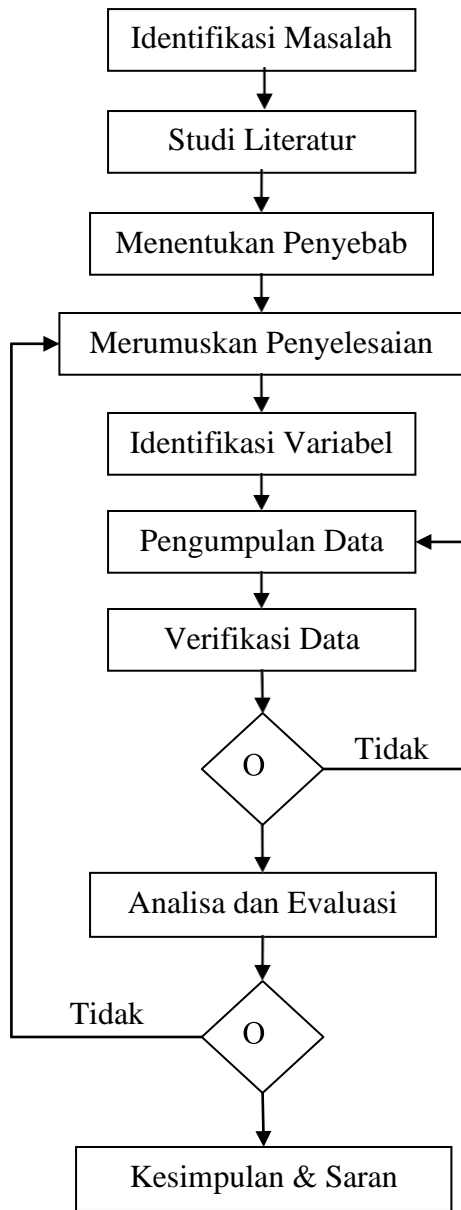 Identifikasi Masalah
Studi Literatur
Menentukan Penyebab
Merumuskan Penyelesaian
Identifikasi Variabel
Pengumpulan Data
Verifikasi Data
O
Tidak
Analisa dan Evaluasi
Tidak
O
Kesimpulan & Saran